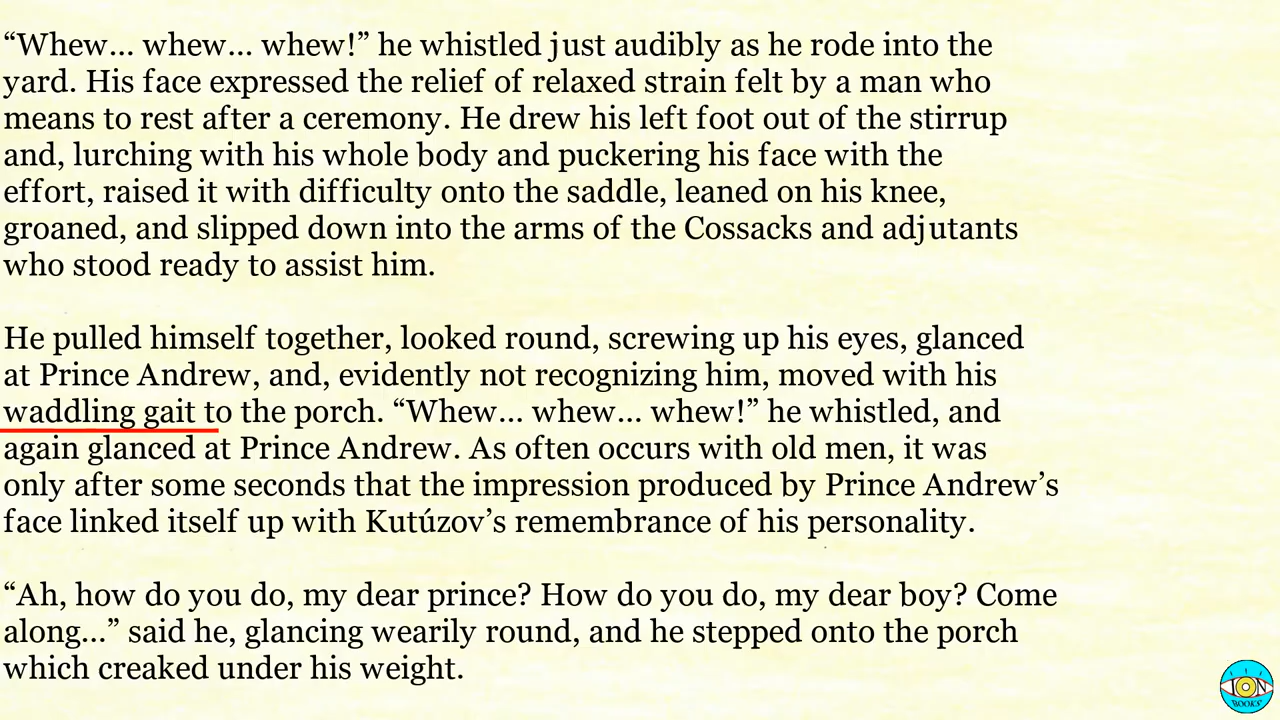 “Whew... whew... whew!” he whistled just audibly as he rode into the
yard. His face expressed the relief of relaxed strain felt by a man who
means to rest after a ceremony. He drew his left foot out of the stirrup
and, lurching with his whole body and puckering his face with the
effort, raised it with difficulty onto the saddle, leaned on his knee,
groaned, and slipped down into the arms of the Cossacks and adjutants
who stood ready to assist him.
He pulled himself together, looked round, screwing up his eyes, glanced
at Prince Andrew, and, evidently not recognizing him, moved with his
waddling gait to the porch. “Whew... whew... whew!” he whistled, and
again glanced at Prince Andrew. As often occurs with old men, it was
only after some seconds that the impression produced by Prince Andrew’s
face linked itself up with Kutúzov’s remembrance of his personality.
“Ah, how do you do, my dear prince? How do you do, my dear boy? Come
along...” said he, glancing wearily round, and he stepped onto the porch
which creaked under his weight.
ION
BOOKS